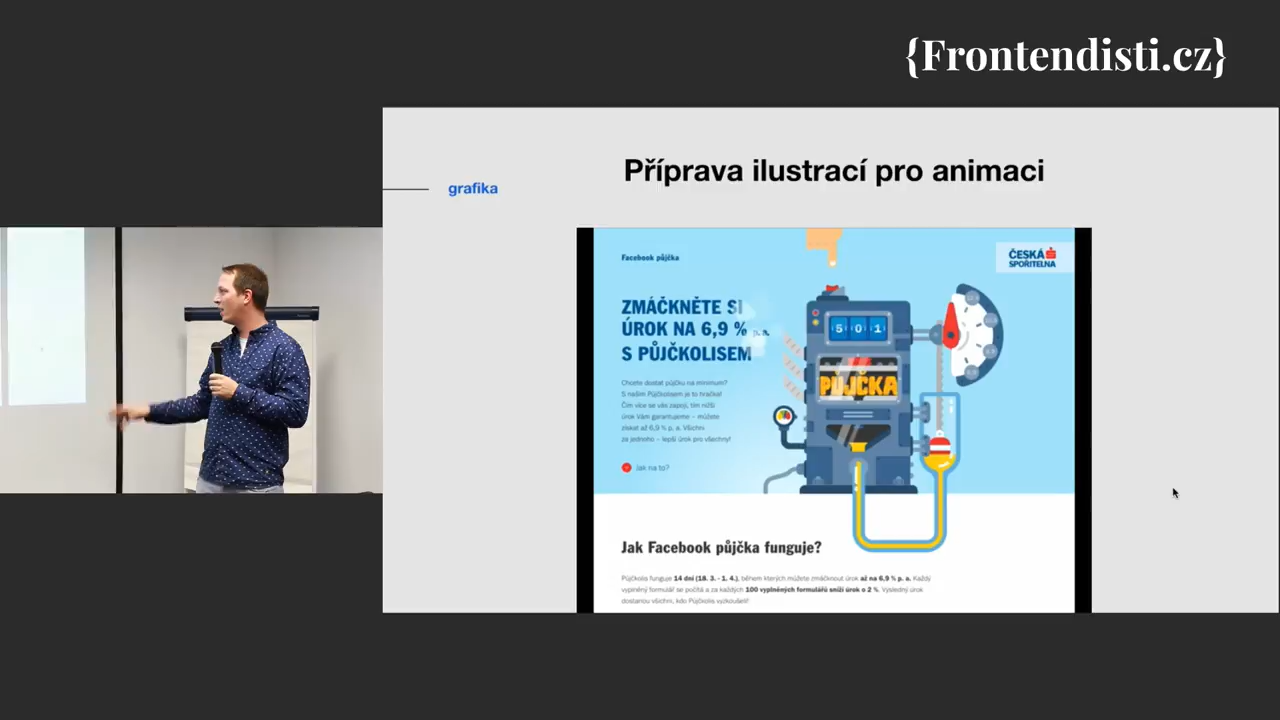 {Frontendisti.cz}
Příprava ilustrací pro animaci
grafika
Facebook půjčka
ČESKÁ
SPOŘITELNA
ZMÁČKNĚTE SI
ÚROK NA 6,9 % p. a.
S PŮJČKOLISEM
Chcete dostat půjčku na minimum?
S naším Půjčkolisem je to hračka!
Čím více se vás zapojí, tím nižší
úrok Vám garantujeme – můžete
získat až 6,9 % p. a. Všichni
za jednoho – lepší úrok pro všechny!
Jak na to?
501
PŮJČKA
Jak Facebook půjčka funguje?
Půjčkolis funguje 14 dní (18. 3. - 1. 4.), během kterých můžete zmáčknout úrok až na 6,9 % p. a. Každý
vyplněný formulář se počítá a za každých 100 vyplněných formulářů sníží úrok o 2 %. Výsledný úrok
dostanou všichni, kdo Půjčkolis vyzkoušeli!